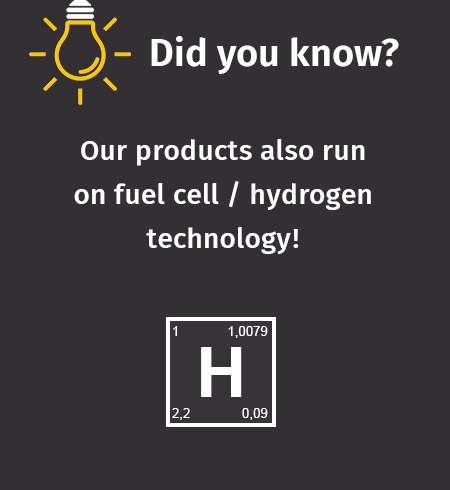 Did you know?
Our products also run
on fuel cell / hydrogen
technology!
1 1,0079
H
2,2 0,09